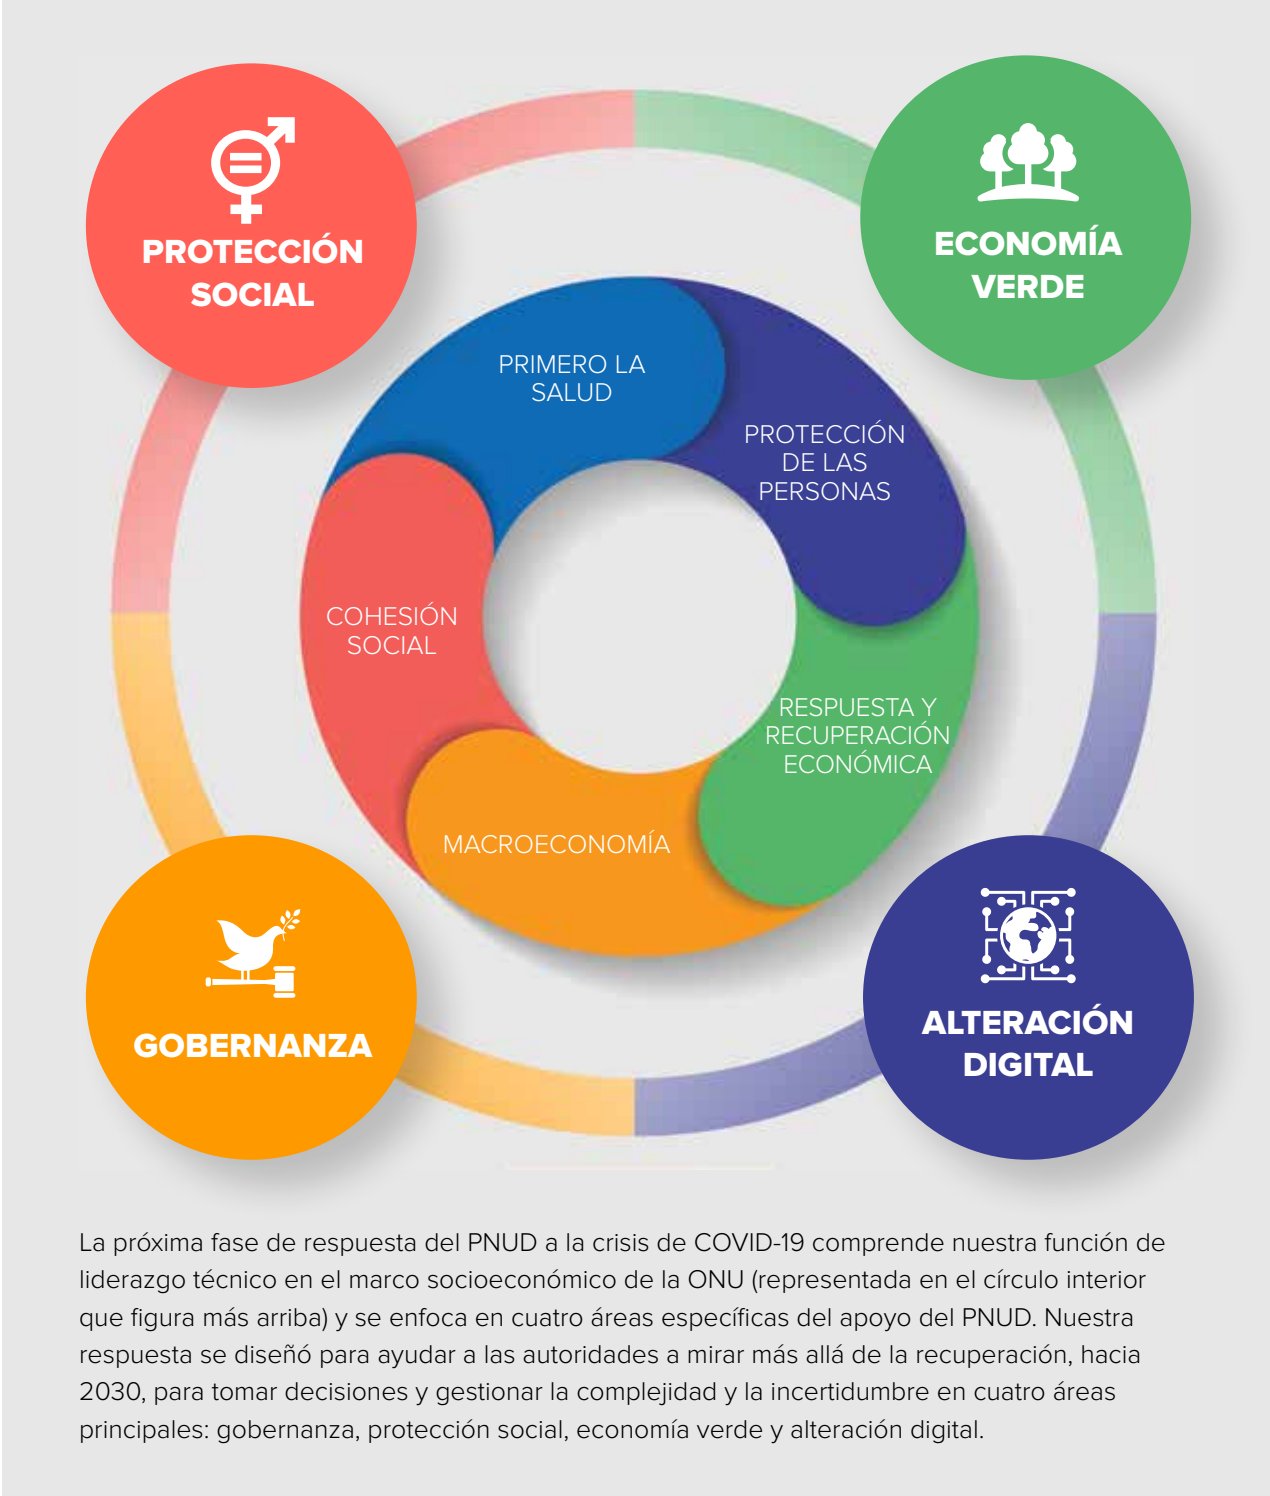 PROTECCIÓN
SOCIAL
ECONOMÍA
VERDE
PRIMERO LA
SALUD
PROTECCIÓN
DE LAS
PERSONAS
COHESIÓN
SOCIAL
RESPUESTA Y
RECUPERACIÓN
ECONÓMICA
MACROECONOMÍA
GOBERNANZA
ALTERACIÓN
DIGITAL
La próxima fase de respuesta del PNUD a la crisis de COVID-19 comprende nuestra función de
liderazgo técnico en el marco socioeconómico de la ONU (representada en el círculo interior
que figura más arriba) y se enfoca en cuatro áreas específicas del apoyo del PNUD. Nuestra
respuesta se diseñó para ayudar a las autoridades a mirar más allá de la recuperación, hacia
2030, para tomar decisiones y gestionar la complejidad y la incertidumbre en cuatro áreas
principales: gobernanza, protección social, economía verde y alteración digital.